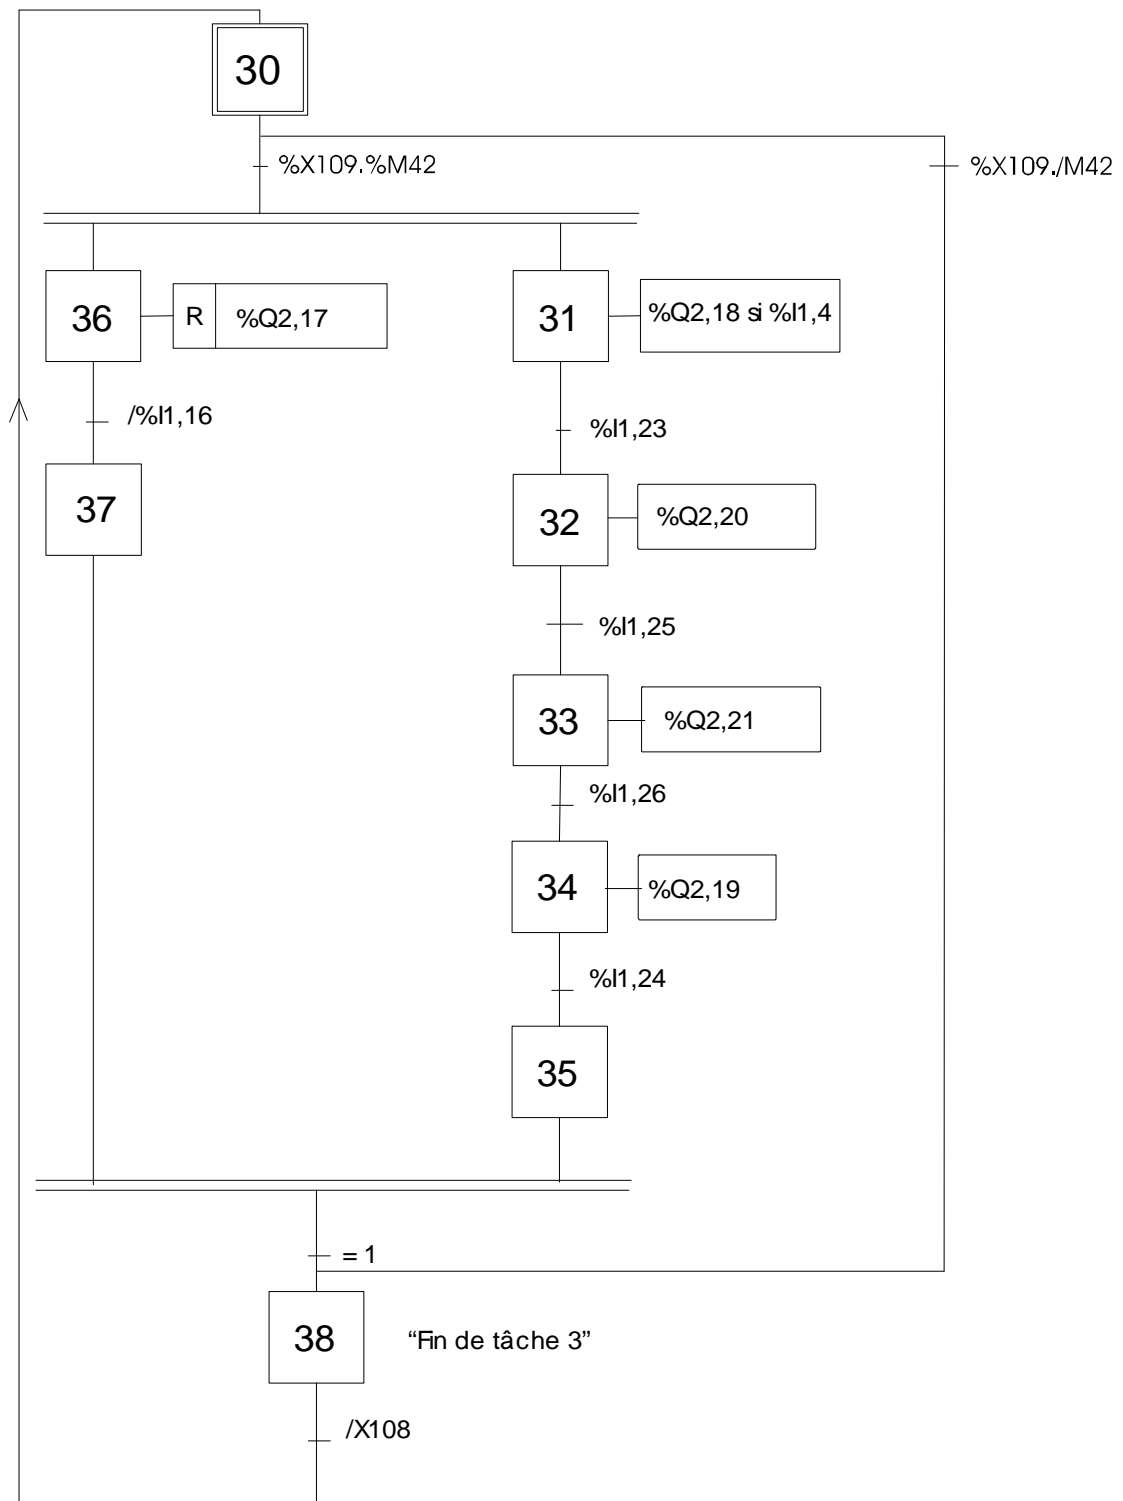 30
%X109.%M42
%X109./M42
36
R
%Q2,17
31
%Q2,18 si %I1,4
/%I1,16
%I1,23
37
32
%Q2,20
%I1,25
33
%Q2,21
%I1,26
34
%Q2,19
%I1,24
35
= 1
38
“Fin de tâche 3”
/X108